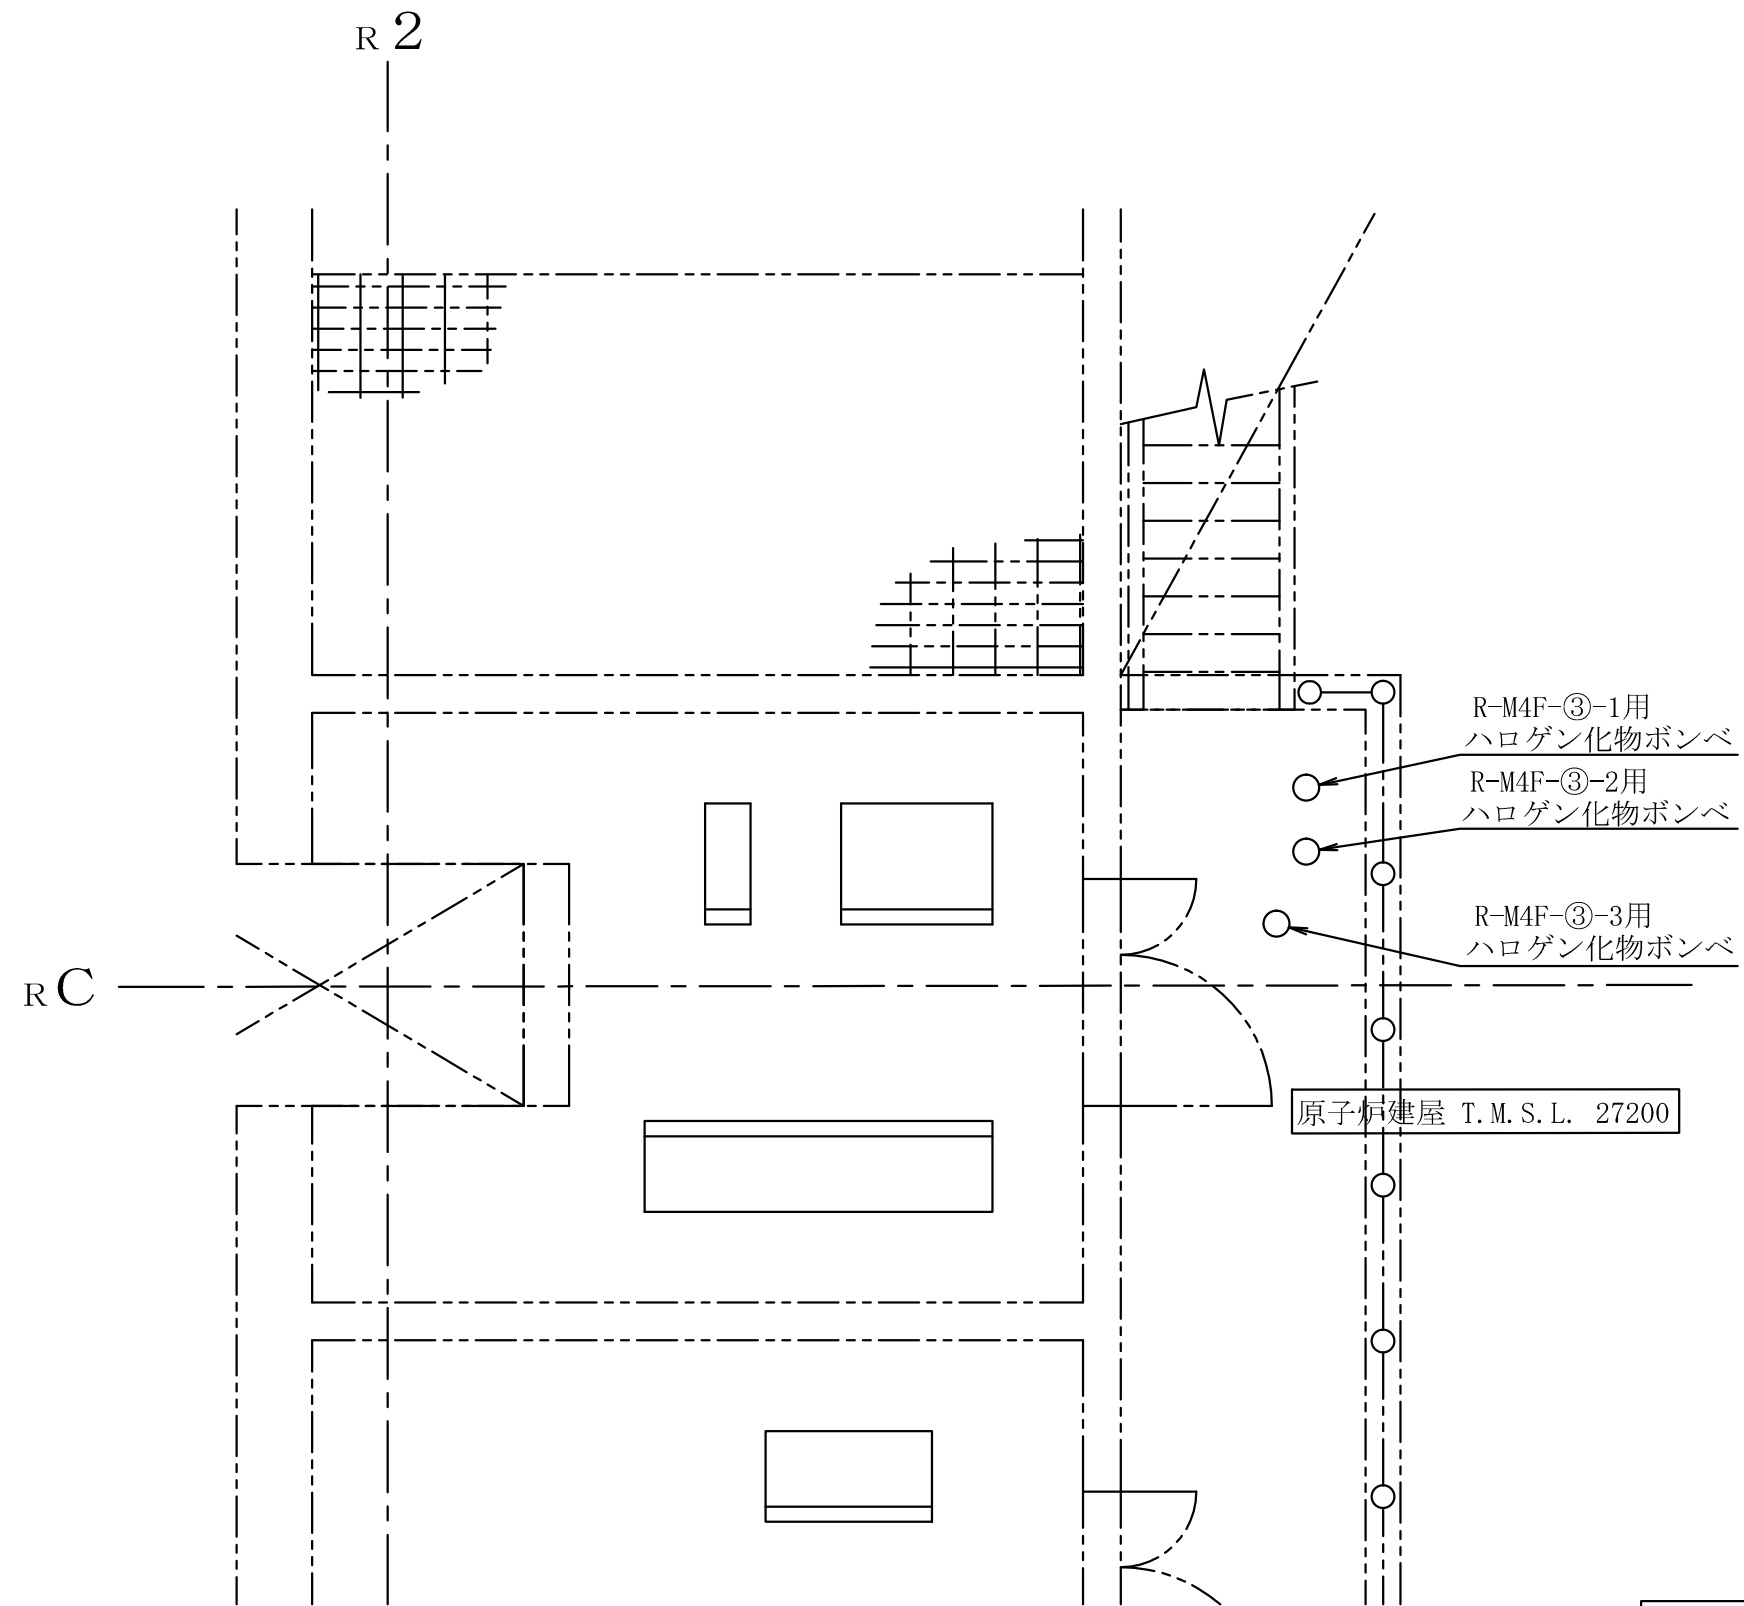 R2
R-M4F-③-1用
ハロゲン化物ボンベ
R-M4F-③-2用
ハロゲン化物ボンベ
R-M4F-③-3用
ハロゲン化物ボンベ
RC
原子炉建屋 T.M.S.L. 27200